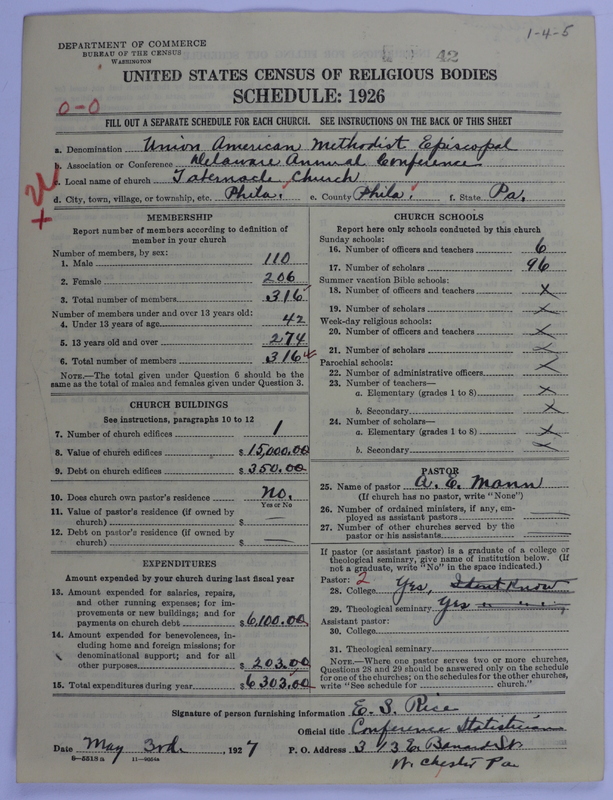 1-4-5
DEPARTMENT OF COMMERCE
BUREAU OF THE CENSUS
WASHINGTON
42
UNITED STATES CENSUS OF RELIGIOUS BODIES
SCHEDULE: 1926
0-0
FILL OUT A SEPARATE SCHEDULE FOR EACH CHURCH. SEE INSTRUCTIONS ON THE BACK OF THIS SHEET
a. Denomination Union American Methodist Episcopal
b. Association or Conference Delaware Annual Conference
c. Local name of church Tabernacle Church
d. City, town, village, or township, etc. Phila. e. County Phila. f. State Pa.
MEMBERSHIP
Report number of members according to definition of member in your church
Number of members, by sex:
1. Male 110
2. Female 206
3. Total number of members 316
Number of members under and over 13 years old:
4. Under 13 years of age 42
5. 13 years old and over 274
6. Total number of members 316
NOTE.—The total given under Question 6 should be the same as the total of males and females given under Question 3.
CHURCH BUILDINGS
See instructions, paragraphs 10 to 12
7. Number of church edifices 1
8. Value of church edifices $15,000.00
9. Debt on church edifices $350.00
10. Does church own pastor's residence No.
Yes or No
11. Value of pastor's residence (if owned by church) $ —
12. Debt on pastor's residence (if owned by church) $ —
EXPENDITURES
Amount expended by your church during last fiscal year
13. Amount expended for salaries, repairs, and other running expenses; for improvements or new buildings; and for payments on church debt $6,100.00
14. Amount expended for benevolences, including home and foreign missions; for denominational support; and for all other purposes $203.00
15. Total expenditures during year $6303.00
CHURCH SCHOOLS
Report here only schools conducted by this church
Sunday schools:
16. Number of officers and teachers 6
17. Number of scholars 96
Summer vacation Bible schools:
18. Number of officers and teachers x
19. Number of scholars x
Week-day religious schools:
20. Number of officers and teachers x
21. Number of scholars x
Parochial schools:
22. Number of administrative officers x
23. Number of teachers—
a. Elementary (grades 1 to 8) x
b. Secondary x
24. Number of scholars—
a. Elementary (grades 1 to 8) x
b. Secondary x
PASTOR
25. Name of pastor A. E. Mann
(If church has no pastor, write "None")
26. Number of ordained ministers, if any, employed as assistant pastors
27. Number of other churches served by the pastor or his assistants
If pastor (or assistant pastor) is a graduate of a college or theological seminary, give name of institution below. (If not a graduate, write "No" in the space indicated.)
Pastor: 2
28. College Yes, I dont Know
29. Theological seminary Yes " " "
Assistant pastor:
30. College
31. Theological seminary
NOTE.—Where one pastor serves two or more churches, Questions 28 and 29 should be answered only on the schedule for one of the churches; on the schedules for the other churches, write "See schedule for church."
Signature of person furnishing information E. S. Rice
Official title Conference Statistician
Date May 3rd, 1927 P. O. Address 313 E Banard St
W. Chester Pa
8-5513a 11-9054a